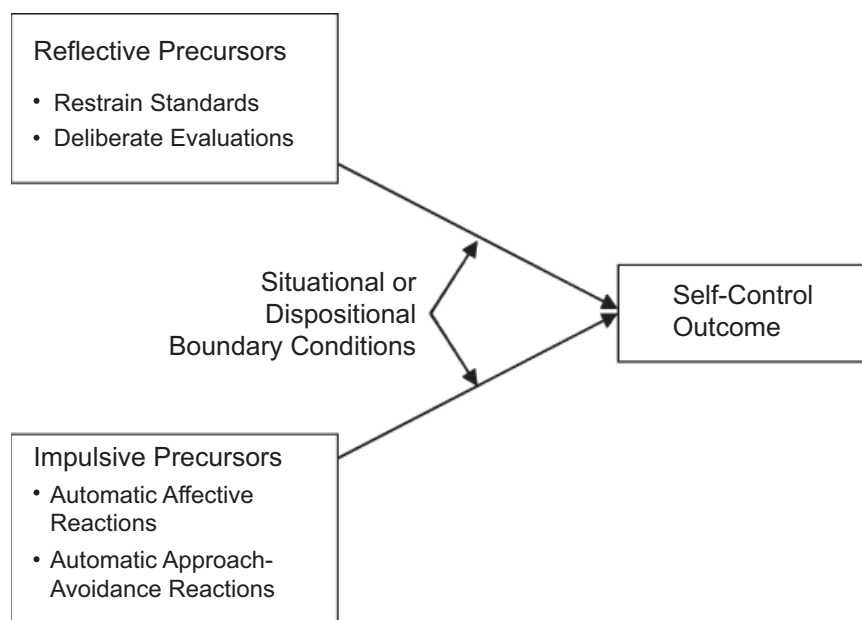 Reflective Precursors
• Restrain Standards
• Deliberate Evaluations
Situational or
Dispositional
Boundary Conditions
Self-Control
Outcome
Impulsive Precursors
• Automatic Affective
Reactions
• Automatic Approach-
Avoidance Reactions